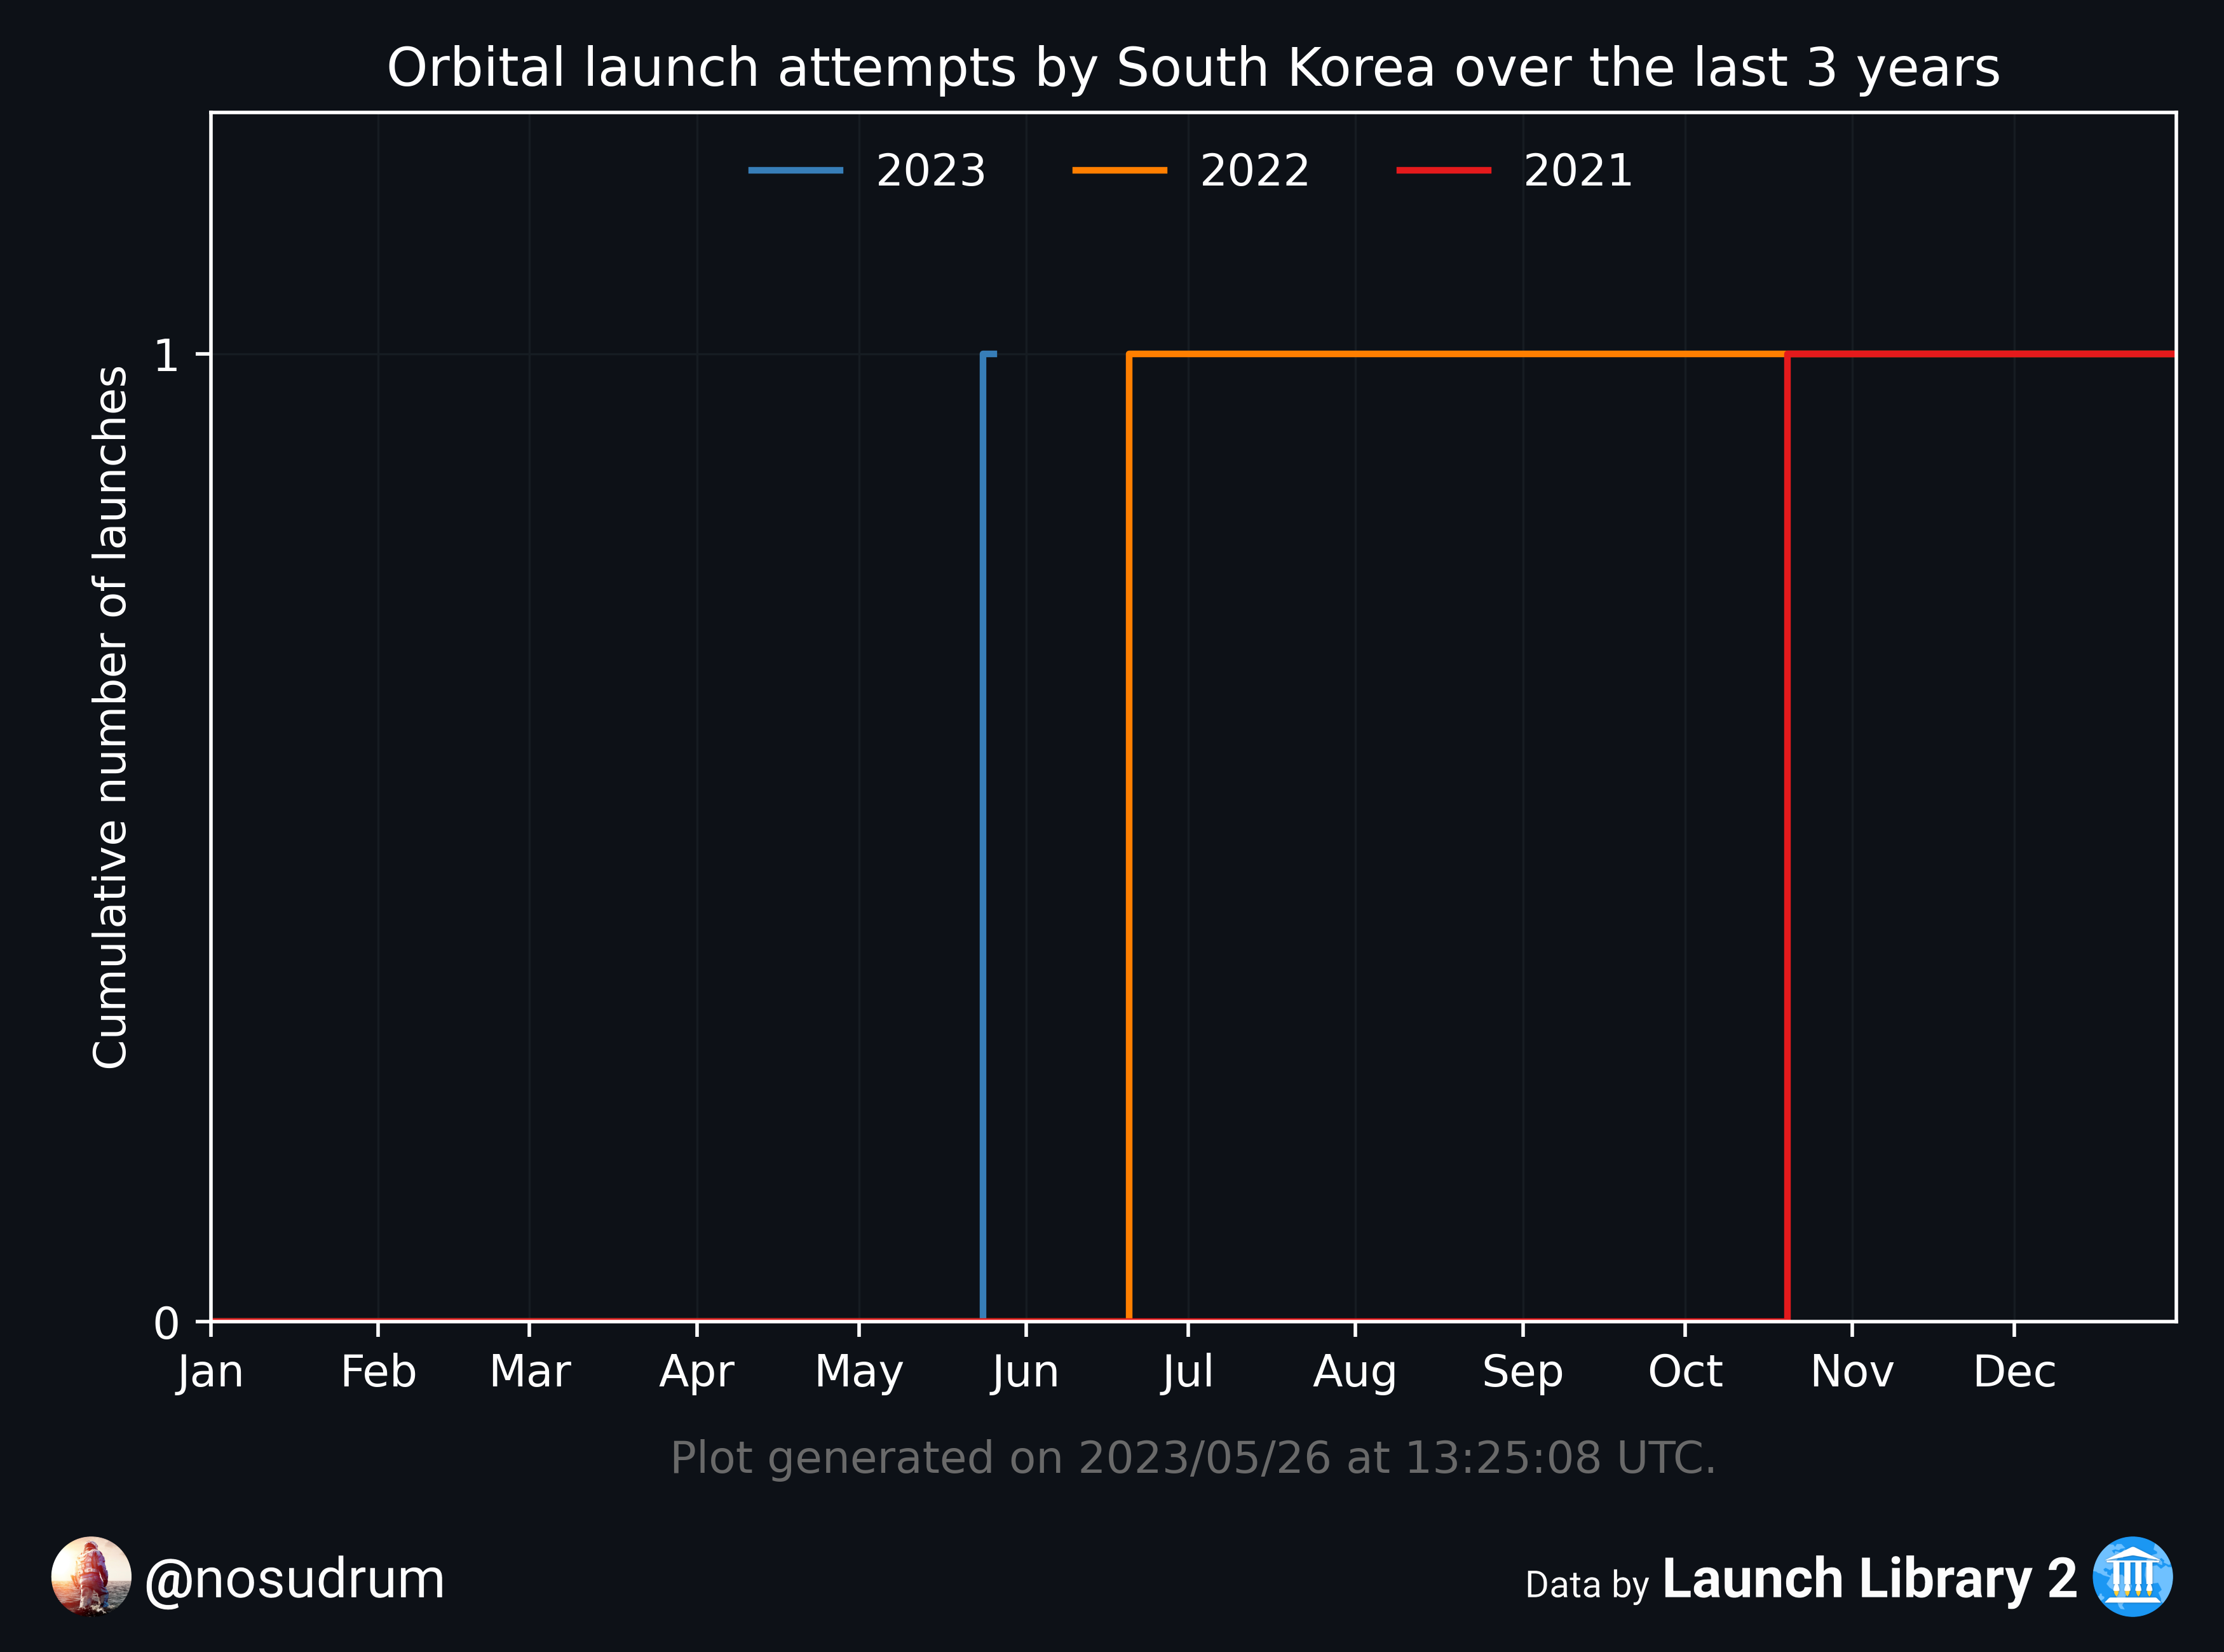 Orbital launch attempts by South Korea over the last 3 years
2023 2022 2021
Cumulative number of launches
1
0
Jan Feb Mar Apr May Jun Jul Aug Sep Oct Nov Dec
Plot generated on 2023/05/26 at 13:25:08 UTC.
@nosudrum
Data by Launch Library 2